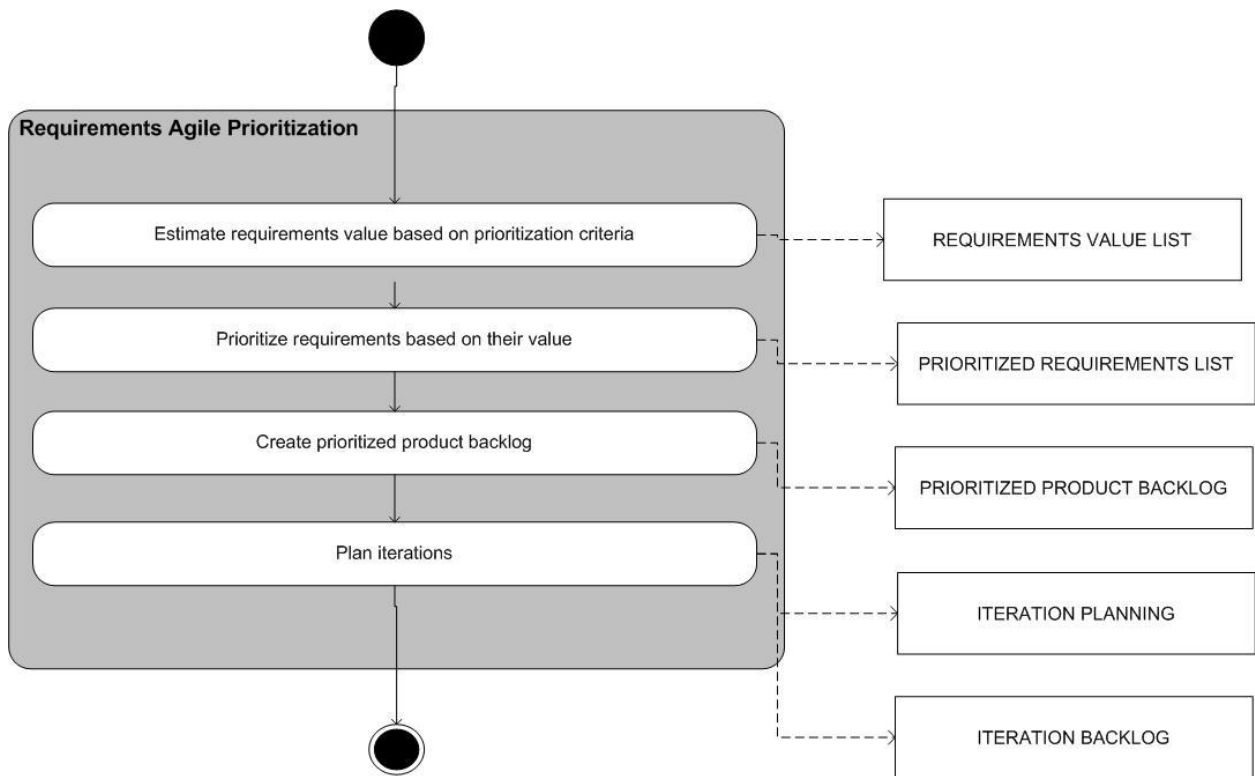 Requirements Agile Prioritization
Estimate requirements value based on prioritization criteria
REQUIREMENTS VALUE LIST
Prioritize requirements based on their value
PRIORITIZED REQUIREMENTS LIST
Create prioritized product backlog
PRIORITIZED PRODUCT BACKLOG
Plan iterations
ITERATION PLANNING
ITERATION BACKLOG